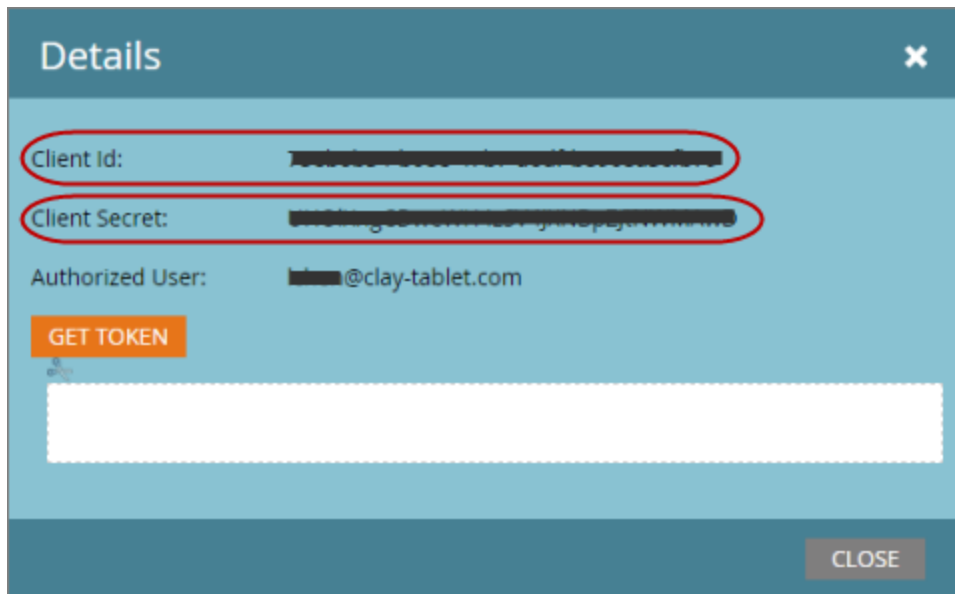 Details
Client Id:
Client Secret:
Authorized User: @clay-tablet.com
GET TOKEN
CLOSE